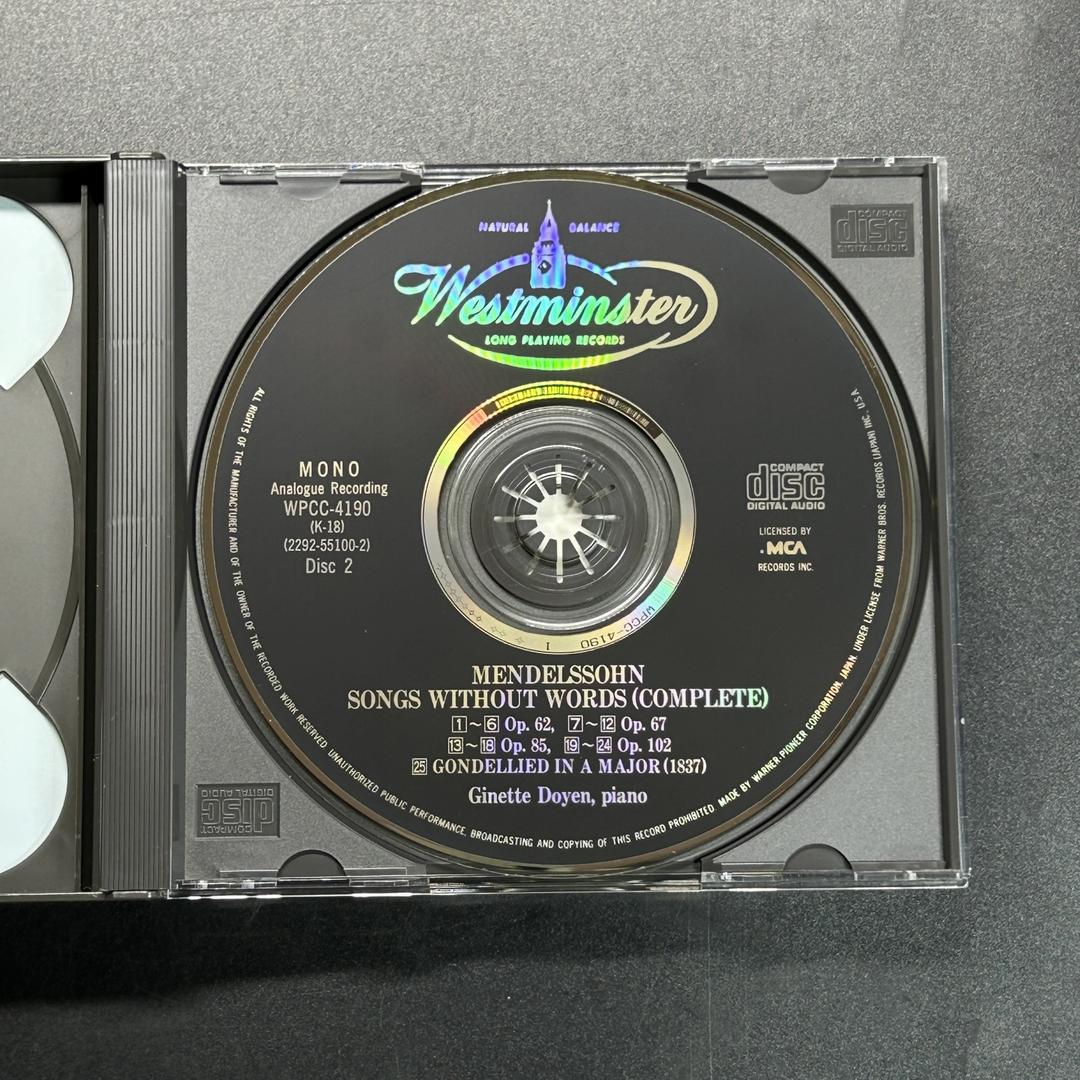 NATURAL BALANCE
Westminster
LONG PLAYING RECORDS
MONO
Analogue Recording
WPCC-4190
(K-18)
(2292-55100-2)
Disc 2
COMPACT
disc
DIGITAL AUDIO
LICENSED BY
MCA
RECORDS INC.
WPCC-4190 1
MENDELSSOHN
SONGS WITHOUT WORDS (COMPLETE)
1~6 Op. 62, 7~12 Op. 67
13~18 Op. 85, 19~24 Op. 102
25 GONDELLIED IN A MAJOR (1837)
Ginette Doyen, piano
ALL RIGHTS OF THE MANUFACTURER AND OF THE OWNER OF THE RECORDED WORK RESERVED. UNAUTHORIZED PUBLIC PERFORMANCE, BROADCASTING AND COPYING OF THIS RECORD PROHIBITED. MADE BY WARNER-PIONEER CORPORATION, JAPAN. UNDER LICENSE FROM WARNER BROS. RECORDS (JAPAN) INC. U.S.A.
COMPACT
disc
DIGITAL AUDIO
COMPACT
disc
DIGITAL AUDIO